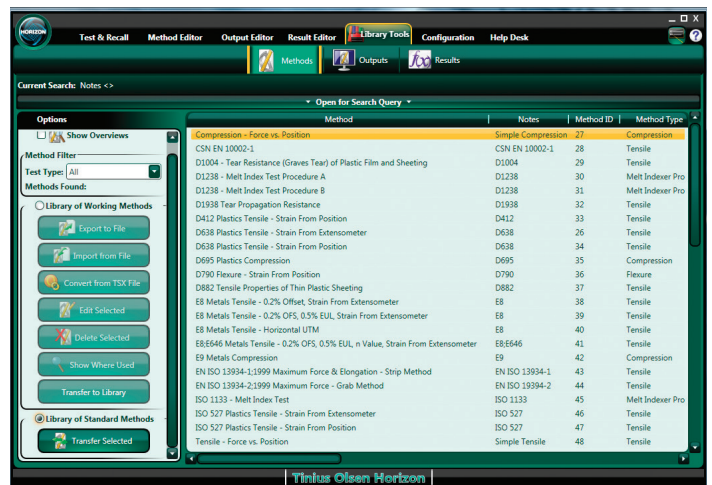 HORIZON
Test & Recall Method Editor Output Editor Result Editor Library Tools Configuration Help Desk
Methods Outputs f(x) Results
Current Search: Notes <>
Open for Search Query
Options
Method Notes Method ID Method Type
Show Overviews
Method Filter
Test Type: All
Methods Found:
Library of Working Methods
Export to File
Import from File
Convert from TSX File
Edit Selected
Delete Selected
Show Where Used
Transfer to Library
Library of Standard Methods
Transfer Selected
Compression - Force vs. Position Simple Compression 27 Compression
CSN EN 10002-1 CSN EN 10002-1 28 Tensile
D1004 - Tear Resistance (Graves Tear) of Plastic Film and Sheeting D1004 29 Tensile
D1238 - Melt Index Test Procedure A D1238 30 Melt Indexer Pro
D1238 - Melt Index Test Procedure B D1238 31 Melt Indexer Pro
D1938 Tear Propagation Resistance D1938 32 Tensile
D412 Plastics Tensile - Strain From Position D412 33 Tensile
D638 Plastics Tensile - Strain From Extensometer D638 26 Tensile
D638 Plastics Tensile - Strain From Position D638 34 Tensile
D695 Plastics Compression D695 35 Compression
D790 Flexure - Strain From Position D790 36 Flexure
D882 Tensile Properties of Thin Plastic Sheeting D882 37 Tensile
E8 Metals Tensile - 0.2% Offset, Strain From Extensometer E8 38 Tensile
E8 Metals Tensile - 0.2% OFS, 0.5% EUL, Strain From Extensometer E8 39 Tensile
E8 Metals Tensile - Horizontal UTM E8 40 Tensile
E8;E646 Metals Tensile - 0.2% OFS, 0.5% EUL, n Value, Strain From Extensometer E8;E646 41 Tensile
E9 Metals Compression E9 42 Compression
EN ISO 13934-1;1999 Maximum Force & Elongation - Strip Method EN ISO 13934-1 43 Tensile
EN ISO 13934-2;1999 Maximum Force - Grab Method EN ISO 19394-2 44 Tensile
ISO 1133 - Melt Index Test ISO 1133 45 Melt Indexer Pro
ISO 527 Plastics Tensile - Strain From Extensometer ISO 527 46 Tensile
ISO 527 Plastics Tensile - Strain From Position ISO 527 47 Tensile
Tensile - Force vs. Position Simple Tensile 48 Tensile
Tinius Olsen Horizon